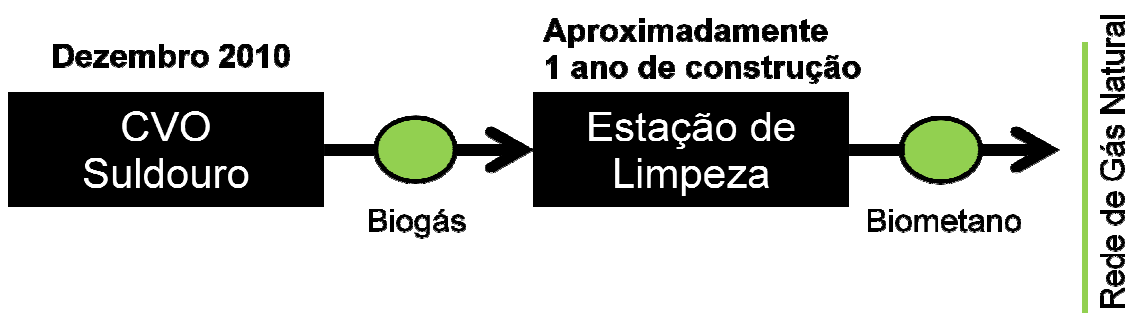 Dezembro 2010
CVO
Suldouro
Biogás
Aproximadamente
1 ano de construção
Estação de
Limpeza
Biometano
Rede de Gás Natural